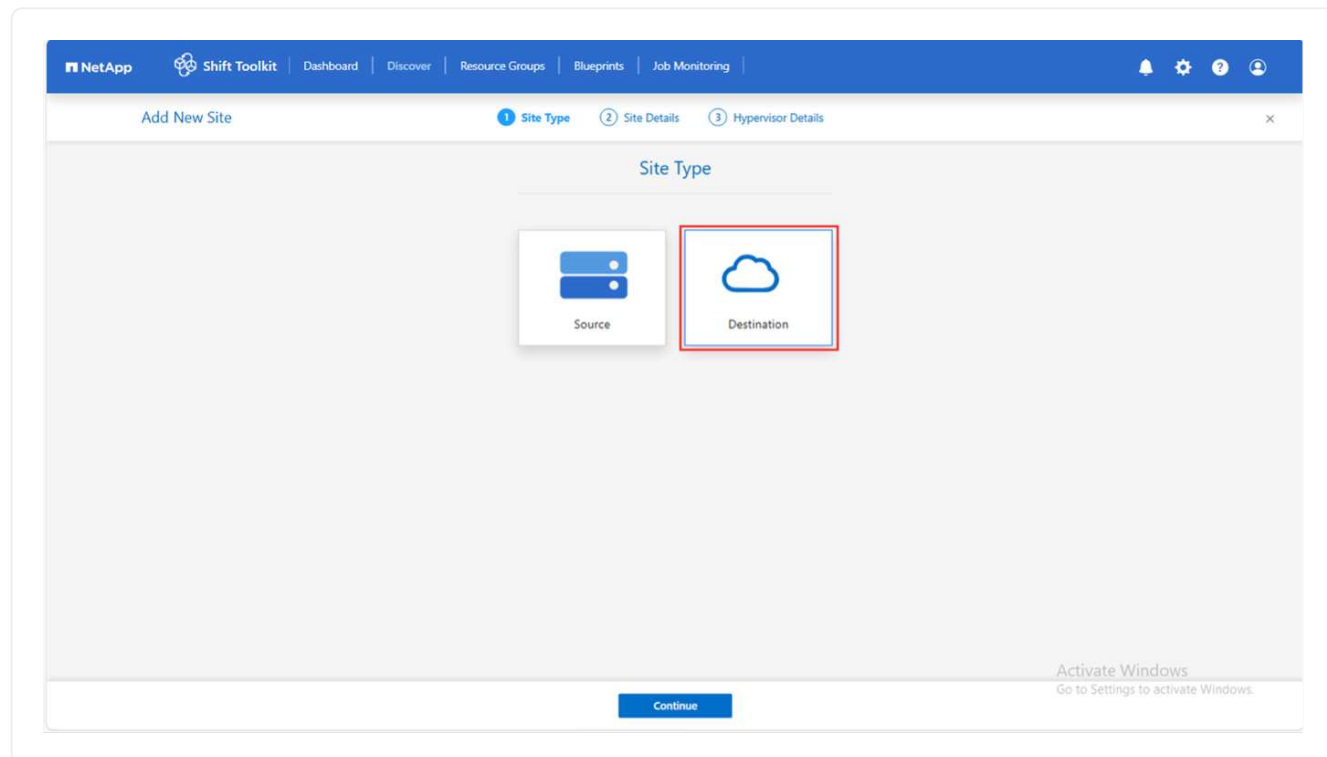 NetApp Shift Toolkit Dashboard Discover Resource Groups Blueprints Job Monitoring ?
Add New Site 1 Site Type 2 Site Details 3 Hypervisor Details ×
Site Type
Source Destination
Activate Windows
Go to Settings to activate Windows.
Continue